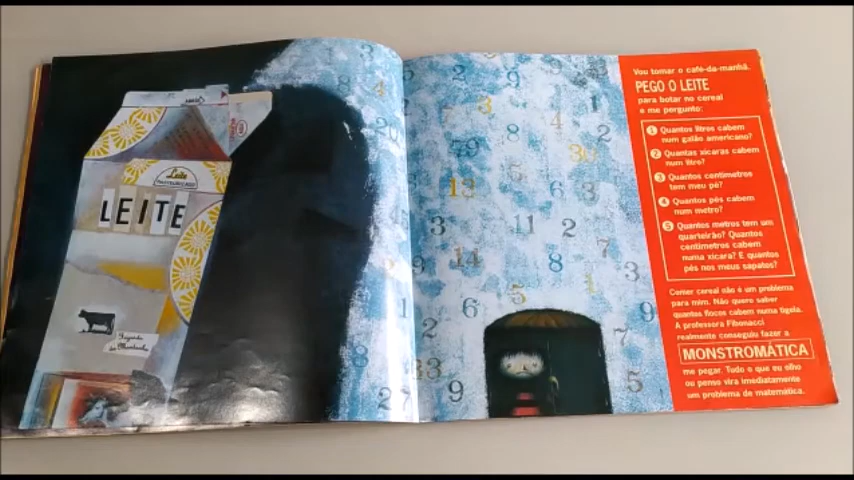 Leite
LEITE
Fazenda
da Montanha
Vou tomar o café-da-manhã.
PEGO O LEITE
para botar no cereal
e me pergunto:
1 Quantos litros cabem
num galão americano?
2 Quantas xícaras cabem
num litro?
3 Quantos centímetros
tem meu pé?
4 Quantos pés cabem
num metro?
5 Quantos metros tem um
quarteirão? Quantos
centímetros cabem
numa xícara? E quantos
pés nos meus sapatos?
Comer cereal não é um problema
para mim. Não quero saber
quantos flocos cabem numa tigela.
A professora Fibonacci
realmente conseguiu fazer a
MONSTROMÁTICA
me pegar. Tudo o que eu olho
ou penso vira imediatamente
um problema de matemática.